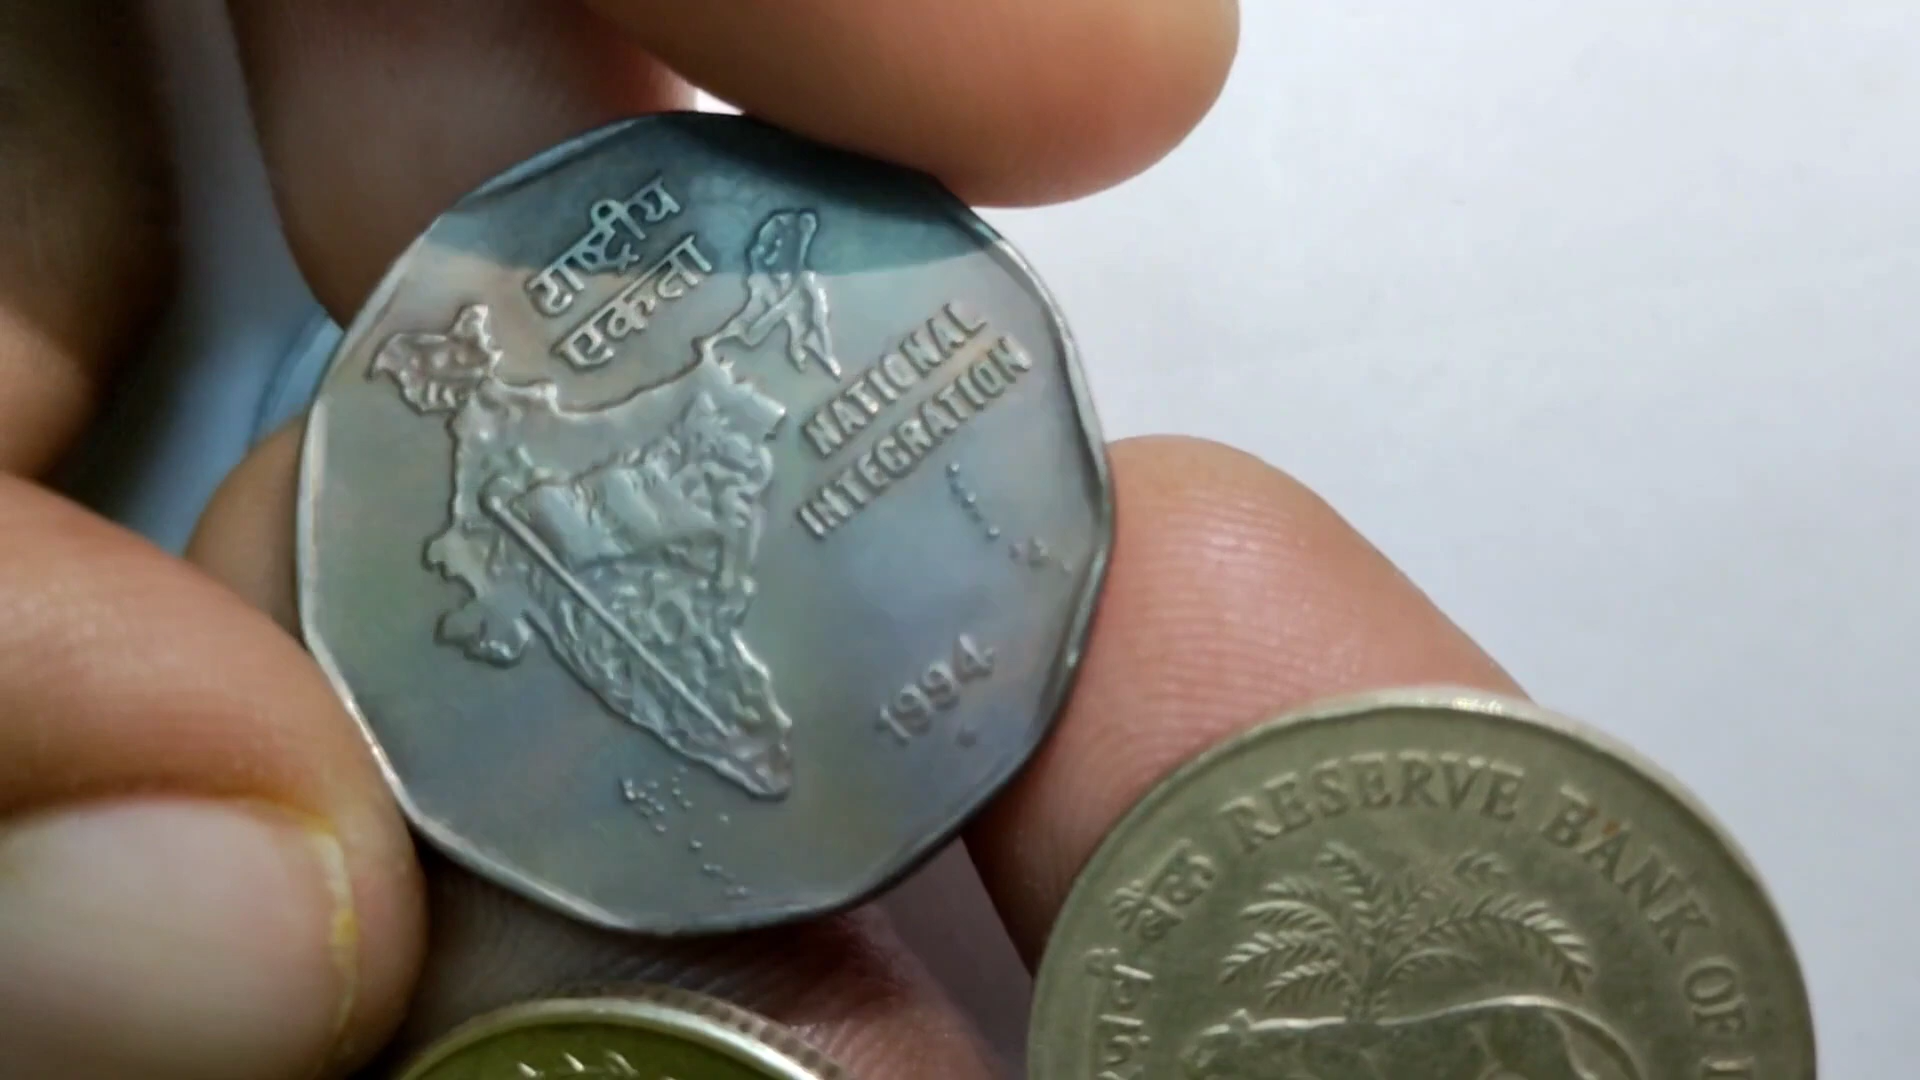 राष्ट्रीय
एकता
NATIONAL
INTEGRATION
1994
बैंक RESERVE BANK OF